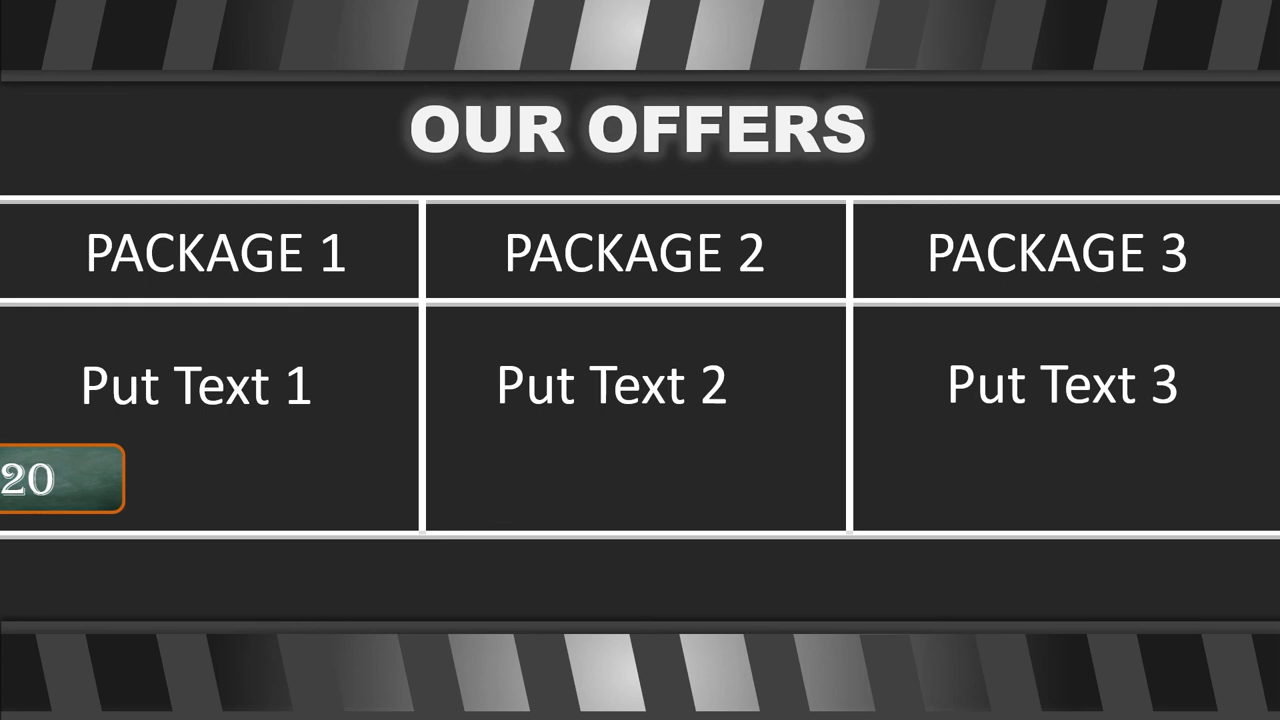 OUR OFFERS
PACKAGE 1
PACKAGE 2
PACKAGE 3
Put Text 1
Put Text 2
Put Text 3
20